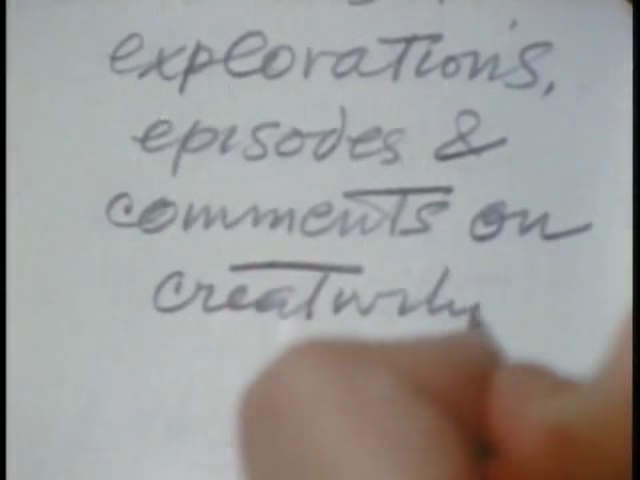 explorations,
episodes &
comments on
creativity